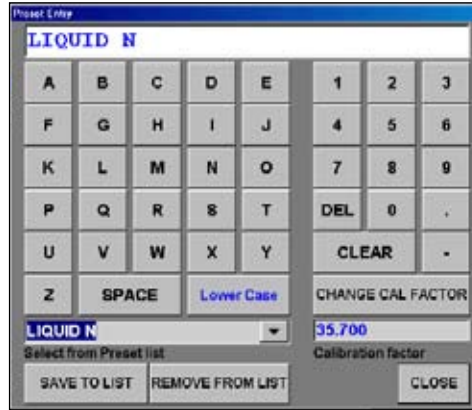 Preset Entry
LIQUID N
A B C D E 1 2 3
F G H I J 4 5 6
K L M N O 7 8 9
P Q R S T DEL 0 .
U V W X Y CLEAR -
Z SPACE Lower Case CHANGE CAL FACTOR
LIQUID N 35.700
Select from Preset list Calibration factor
SAVE TO LIST REMOVE FROM LIST CLOSE